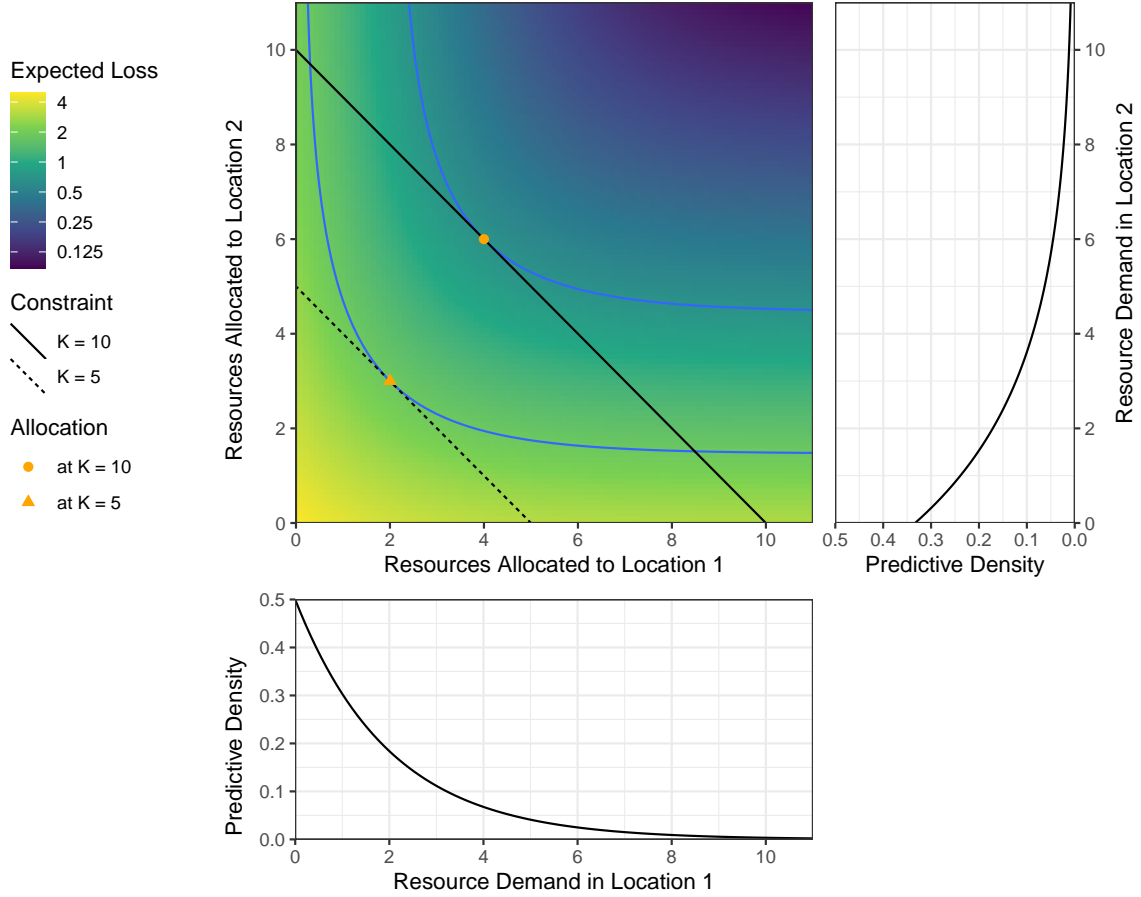 Expected Loss
4
2
1
0.5
0.25
0.125
Constraint
K = 10
K = 5
Allocation
at K = 10
at K = 5
Resources Allocated to Location 2
10
8
6
4
2
0
0 2 4 6 8 10
Resources Allocated to Location 1
10
8
6
4
2
0
Resource Demand in Location 2
0.5 0.4 0.3 0.2 0.1 0.0
Predictive Density
Predictive Density
0.5
0.4
0.3
0.2
0.1
0.0
0 2 4 6 8 10
Resource Demand in Location 1